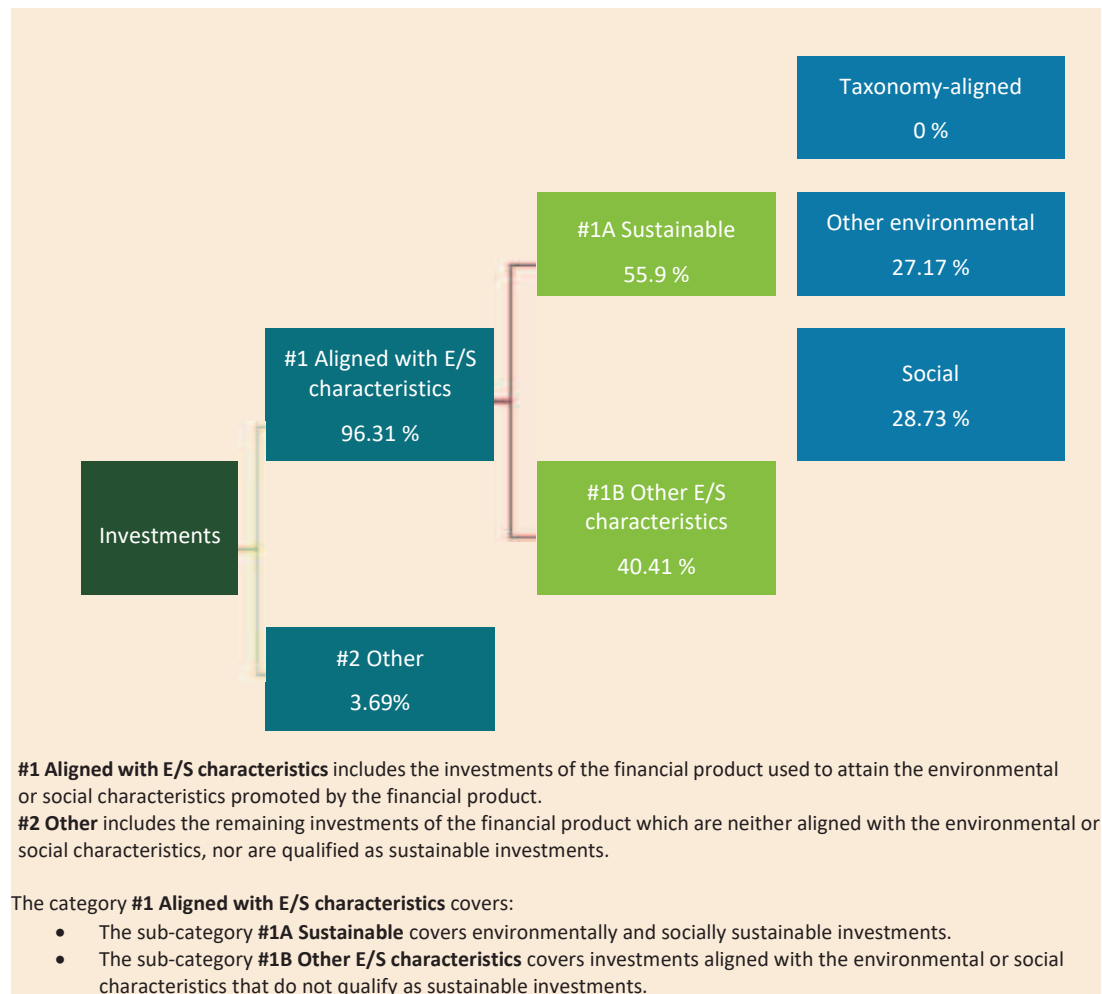 Taxonomy-aligned
0 %
#1A Sustainable
55.9 %
Other environmental
27.17 %
#1 Aligned with E/S
characteristics
96.31 %
Social
28.73 %
Investments
#1B Other E/S
characteristics
40.41 %
#2 Other
3.69%
#1 Aligned with E/S characteristics includes the investments of the financial product used to attain the environmental
or social characteristics promoted by the financial product.
#2 Other includes the remaining investments of the financial product which are neither aligned with the environmental or
social characteristics, nor are qualified as sustainable investments.
The category #1 Aligned with E/S characteristics covers:
• The sub-category #1A Sustainable covers environmentally and socially sustainable investments.
• The sub-category #1B Other E/S characteristics covers investments aligned with the environmental or social
characteristics that do not qualify as sustainable investments.